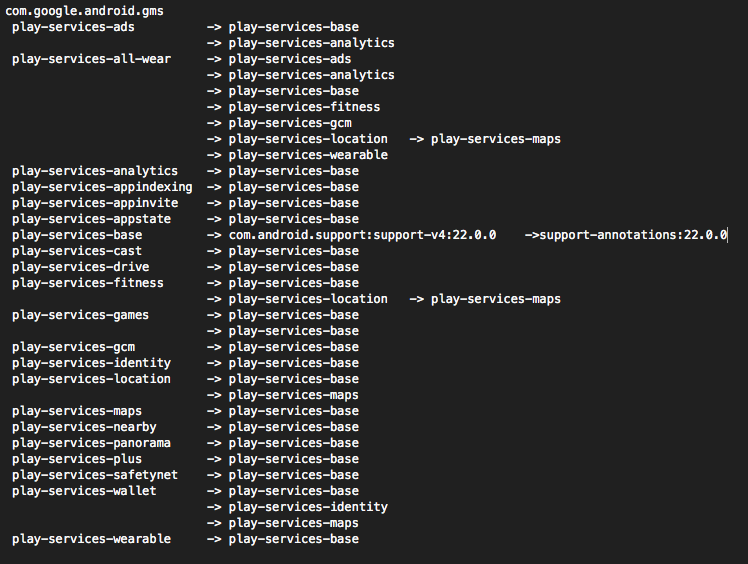 com.google.android.gms
play-services-ads -> play-services-base
-> play-services-analytics
play-services-all-wear -> play-services-ads
-> play-services-analytics
-> play-services-base
-> play-services-fitness
-> play-services-gcm
-> play-services-location -> play-services-maps
-> play-services-wearable
play-services-analytics -> play-services-base
play-services-appindexing -> play-services-base
play-services-appinvite -> play-services-base
play-services-appstate -> play-services-base
play-services-base -> com.android.support:support-v4:22.0.0 ->support-annotations:22.0.0
play-services-cast -> play-services-base
play-services-drive -> play-services-base
play-services-fitness -> play-services-base
-> play-services-location -> play-services-maps
play-services-games -> play-services-base
-> play-services-base
play-services-gcm -> play-services-base
play-services-identity -> play-services-base
play-services-location -> play-services-base
-> play-services-maps
play-services-maps -> play-services-base
play-services-nearby -> play-services-base
play-services-panorama -> play-services-base
play-services-plus -> play-services-base
play-services-safetynet -> play-services-base
play-services-wallet -> play-services-base
-> play-services-identity
-> play-services-maps
play-services-wearable -> play-services-base